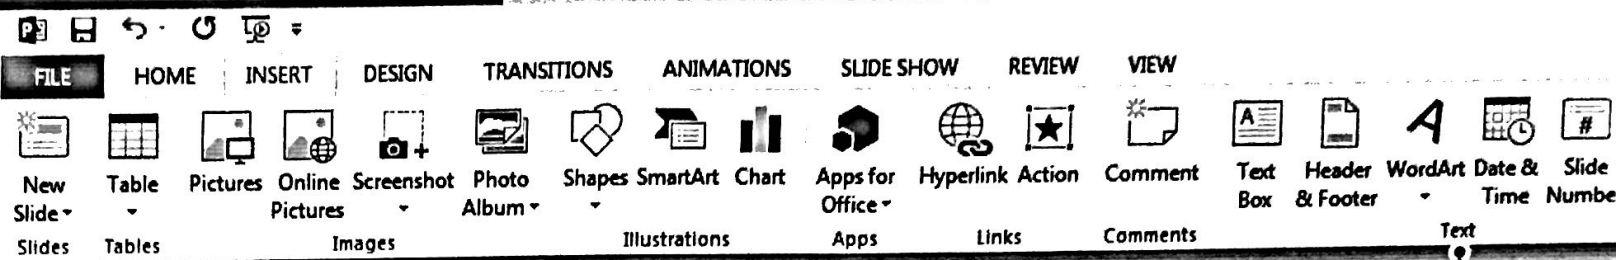 FILE HOME INSERT DESIGN TRANSITIONS ANIMATIONS SLIDE SHOW REVIEW VIEW
New Table Pictures Online Screenshot Photo Shapes SmartArt Chart Apps for Hyperlink Action Comment Text Header WordArt Date & Slide
Slide Pictures Album Office Box & Footer Time Numbe
Slides Tables Images Illustrations Apps Links Comments Text